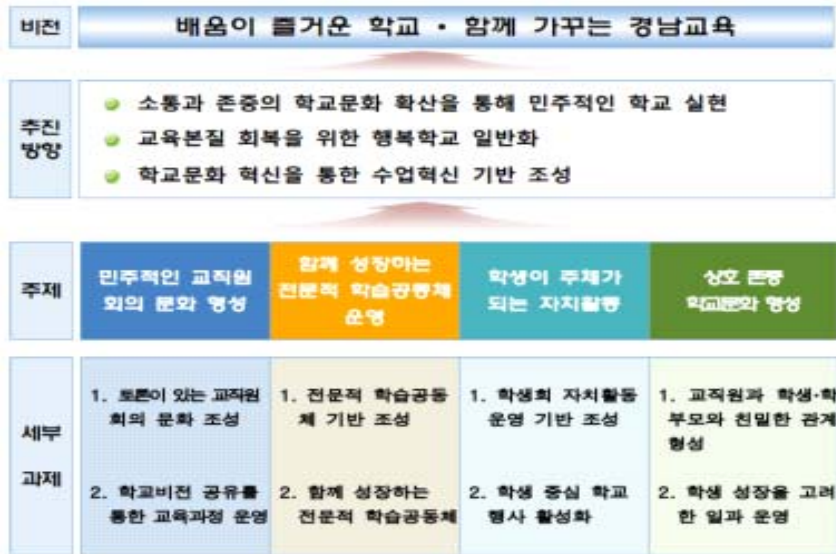 비전
배움이 즐거운 학교 · 함께 가꾸는 경남교육
추진
방향
소통과 존중의 학교문화 확산을 통해 민주적인 학교 실현
교육본질 회복을 위한 행복학교 일반화
학교문화 혁신을 통한 수업혁신 기반 조성
주제
민주적인 교직원
회의 문화 형성
함께 성장하는
전문적 학습공동체
운영
학생이 주체가
되는 자치활동
상호 존중
학교문화 형성
세부
과제
1. 토론이 있는 교직원
회의 문화 조성
2. 학교비전 공유를
통한 교육과정 운영
1. 전문적 학습공동
체 기반 조성
2. 함께 성장하는
전문적 학습공동체
1. 학생회 자치활동
운영 기반 조성
2. 학생 중심 학교
행사 활성화
1. 교직원과 학생·학
부모와 친밀한 관계
형성
2. 학생 성장을 고려
한 일과 운영